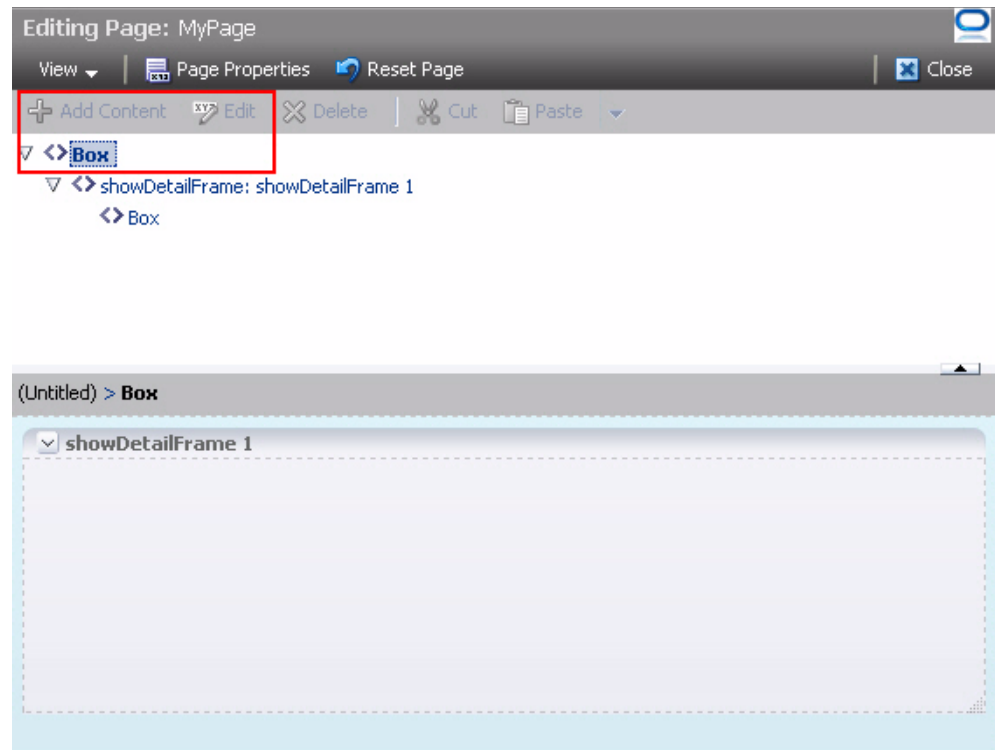 Editing Page: MyPage
View Page Properties Reset Page Close
Add Content Edit Delete Cut Paste
<>Box
<> showDetailFrame: showDetailFrame 1
<> Box
(Untitled) > Box
showDetailFrame 1